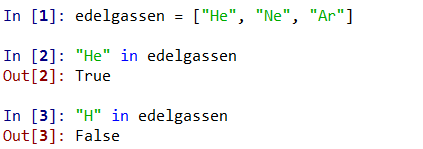 In [1]: edelgassen = ["He", "Ne", "Ar"]
In [2]: "He" in edelgassen
Out[2]: True
In [3]: "H" in edelgassen
Out[3]: False